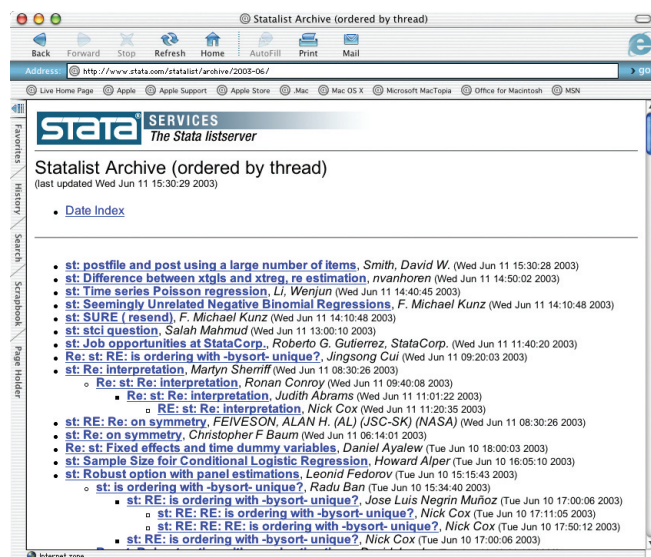 Statalist Archive (ordered by thread)
Back Forward Stop Refresh Home AutoFill Print Mail
Address: http://www.stata.com/statalist/archive/2003-06/ go
Live Home Page Apple Apple Support Apple Store .Mac Mac OS X Microsoft MacTopia Office for Macintosh MSN
Favorites
History
Search
Scrapbook
Page Holder
STATA SERVICES
The Stata listserver
Statalist Archive (ordered by thread)
(last updated Wed Jun 11 15:30:29 2003)
Date Index
st: postfile and post using a large number of items, Smith, David W. (Wed Jun 11 15:30:28 2003)
st: Difference between xtgls and xtreg, re estimation, nvanhoren (Wed Jun 11 14:50:02 2003)
st: Time series Poisson regression, Li, Wenjun (Wed Jun 11 14:40:45 2003)
st: Seemingly Unrelated Negative Binomial Regressions, F. Michael Kunz (Wed Jun 11 14:10:48 2003)
st: SURE ( resend), F. Michael Kunz (Wed Jun 11 14:10:48 2003)
st: stci question, Salah Mahmud (Wed Jun 11 13:00:10 2003)
st: Job opportunities at StataCorp., Roberto G. Gutierrez, StataCorp. (Wed Jun 11 11:40:20 2003)
Re: st: RE: is ordering with -bysort- unique?, Jingsong Cui (Wed Jun 11 09:20:03 2003)
st: Re: interpretation, Martyn Sherriff (Wed Jun 11 08:30:26 2003)
Re: st: Re: interpretation, Ronan Conroy (Wed Jun 11 09:40:08 2003)
Re: st: Re: interpretation, Judith Abrams (Wed Jun 11 11:01:22 2003)
RE: st: Re: interpretation, Nick Cox (Wed Jun 11 11:20:35 2003)
st: RE: Re: on symmetry, FEIVESON, ALAN H. (AL) (JSC-SK) (NASA) (Wed Jun 11 08:30:26 2003)
st: Re: on symmetry, Christopher F Baum (Wed Jun 11 06:14:01 2003)
Re: st: Fixed effects and time dummy variables, Daniel Ayalew (Tue Jun 10 18:00:03 2003)
st: Sample Size foir Conditional Logistic Regression, Howard Alper (Tue Jun 10 16:05:10 2003)
st: Robust option with panel estimations, Leonid Fedorov (Tue Jun 10 15:15:43 2003)
st: is ordering with -bysort- unique?, Radu Ban (Tue Jun 10 15:34:40 2003)
st: RE: is ordering with -bysort- unique?, Jose Luis Negrin Muñoz (Tue Jun 10 17:00:06 2003)
st: RE: is ordering with -bysort- unique?, Nick Cox (Tue Jun 10 17:11:05 2003)
st: RE: RE: RE: is ordering with -bysort- unique?, Nick Cox (Tue Jun 10 17:50:12 2003)
st: RE: is ordering with -bysort- unique?, Nick Cox (Tue Jun 10 17:00:06 2003)
Internet zone